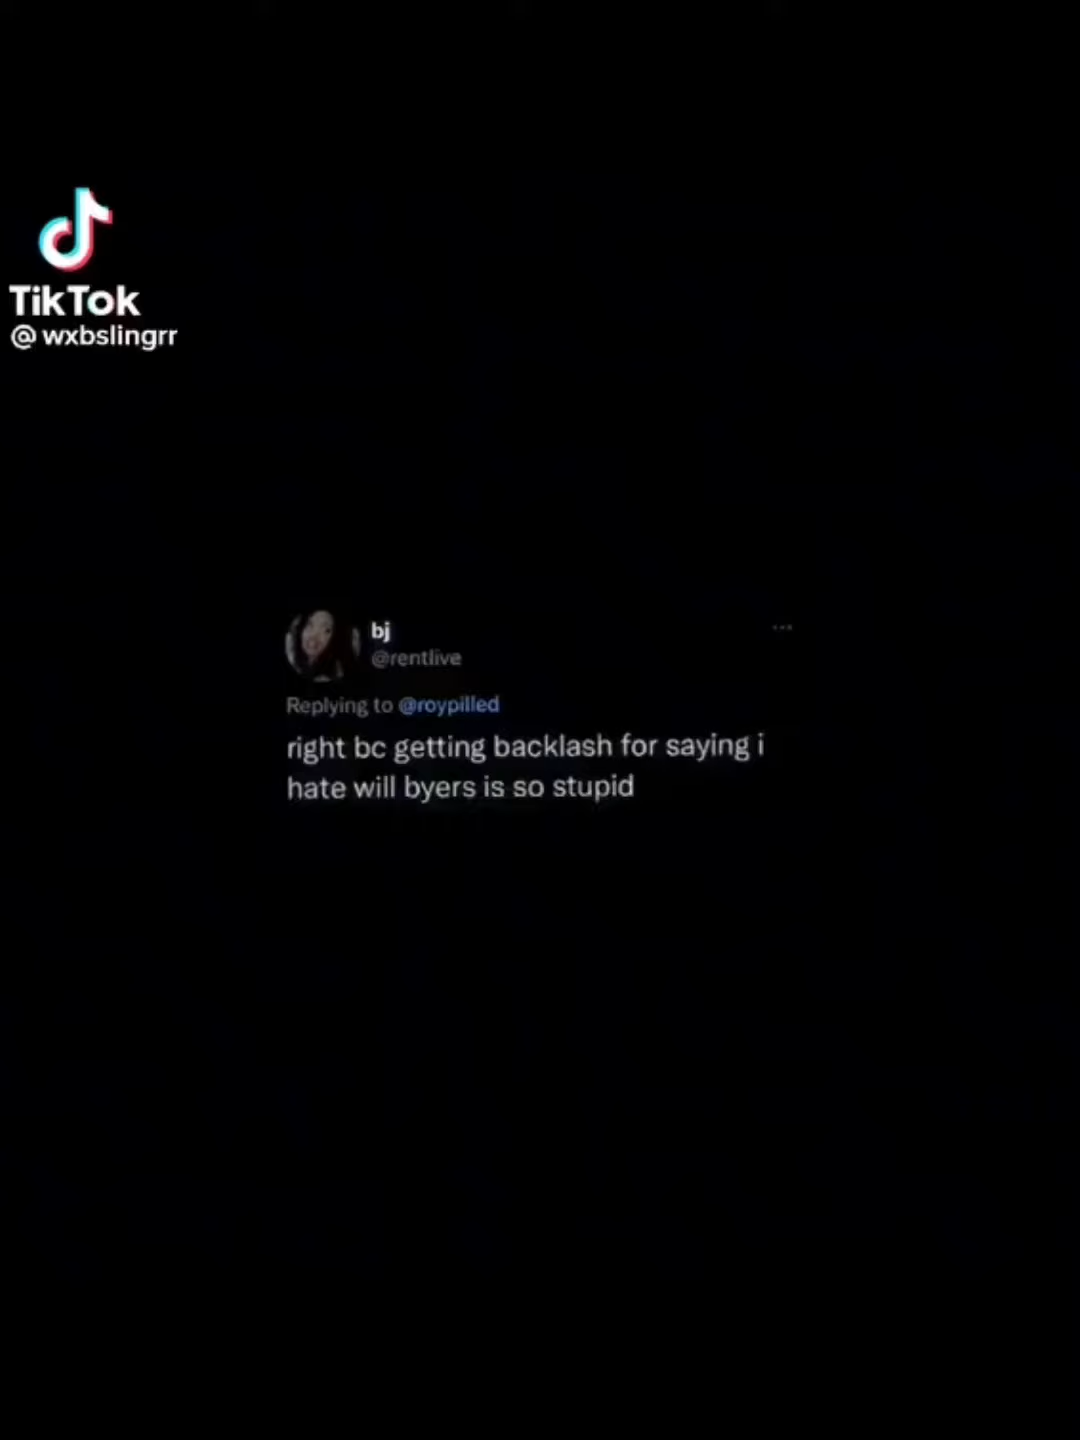 TikTok
@ wxbslingrr
bj
@rentlive
Replying to @roypilled
right bc getting backlash for saying i
hate will byers is so stupid